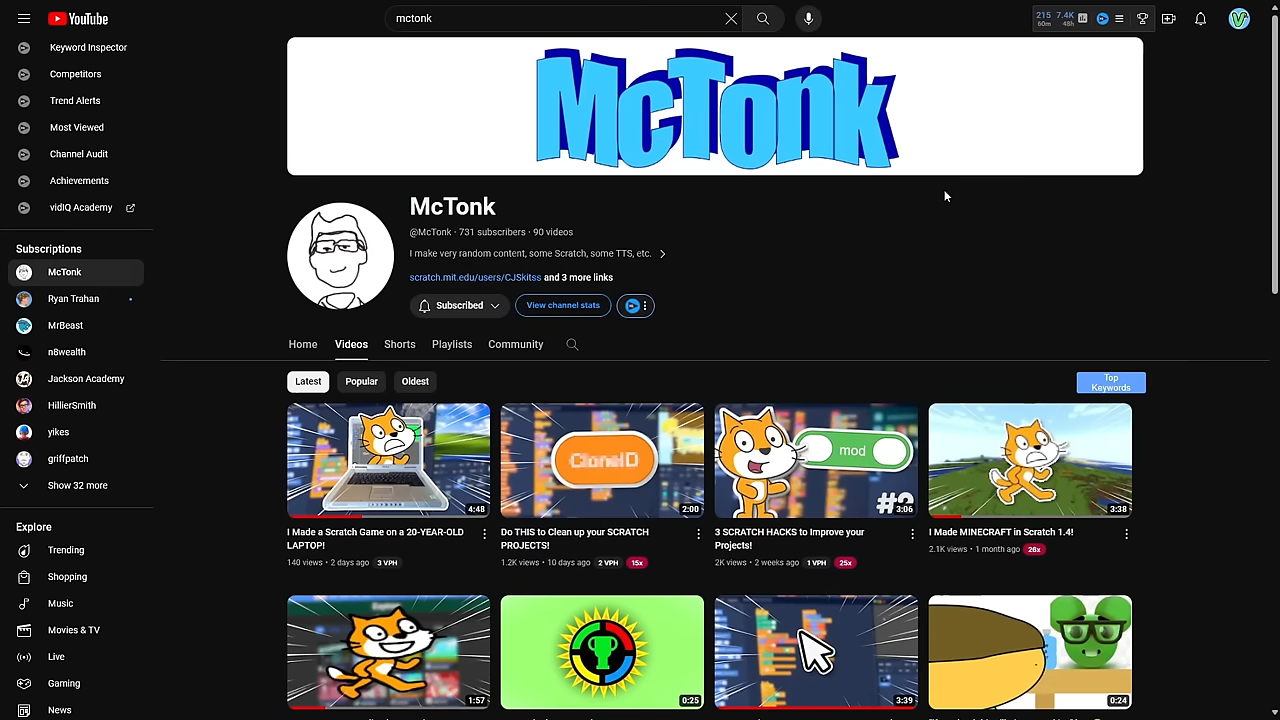 YouTube
mctonk
215
60m
7.4K
48h
V
Keyword Inspector
Competitors
Trend Alerts
Most Viewed
Channel Audit
Achievements
vidIQ Academy
Subscriptions
McTonk
Ryan Trahan
MrBeast
n8wealth
Jackson Academy
HillierSmith
yikes
griffpatch
Show 32 more
Explore
Trending
Shopping
Music
Movies & TV
Live
Gaming
News
McTonk
McTonk
@McTonk · 731 subscribers · 90 videos
I make very random content, some Scratch, some TTS, etc.
scratch.mit.edu/users/CJSkitss and 3 more links
Subscribed
View channel stats
Home
Videos
Shorts
Playlists
Community
Latest
Popular
Oldest
Top
Keywords
4:48
CloneID
2:00
mod
#2
3:06
3:38
I Made a Scratch Game on a 20-YEAR-OLD
LAPTOP!
140 views · 2 days ago 3 VPH
Do THIS to Clean up your SCRATCH
PROJECTS!
1.2K views · 10 days ago 2 VPH 15x
3 SCRATCH HACKS to Improve your
Projects!
2K views · 2 weeks ago 1 VPH 25x
I Made MINECRAFT in Scratch 1.4!
2.1K views · 1 month ago 26x
1:57
0:25
3:39
0:24